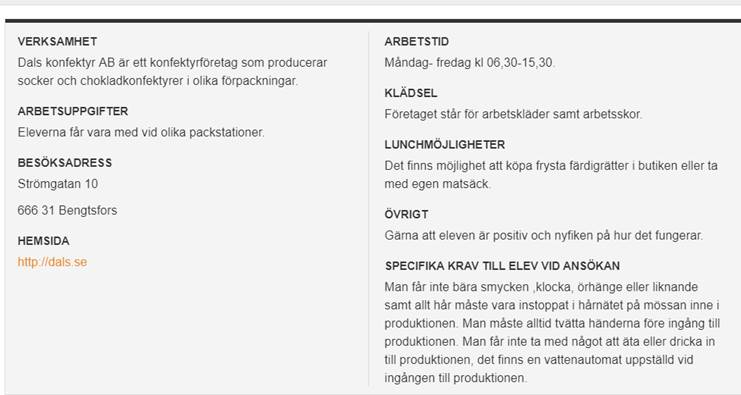 VERKSAMHET
Dals konfektyr AB är ett konfektyrföretag som producerar
socker och chokladkonfektyrer i olika förpackningar.
ARBETSUPPGIFTER
Eleverna får vara med vid olika packstationer.
BESÖKSADRESS
Strömgatan 10
666 31 Bengtsfors
HEMSIDA
http://dals.se
ARBETSTID
Måndag- fredag kl 06,30-15,30.
KLÄDSEL
Företaget står för arbetskläder samt arbetsskor.
LUNCHMÖJLIGHETER
Det finns möjlighet att köpa frysta färdigrätter i butiken eller ta
med egen matsäck.
ÖVRIGT
Gärna att eleven är positiv och nyfiken på hur det fungerar.
SPECIFIKA KRAV TILL ELEV VID ANSÖKAN
Man får inte bära smycken ,klocka, örhänge eller liknande
samt allt hår måste vara instoppat i hårnätet på mössan inne i
produktionen. Man måste alltid tvätta händerna före ingång till
produktionen. Man får inte ta med något att äta eller dricka in
till produktionen, det finns en vattenautomat uppställd vid
ingången till produktionen.